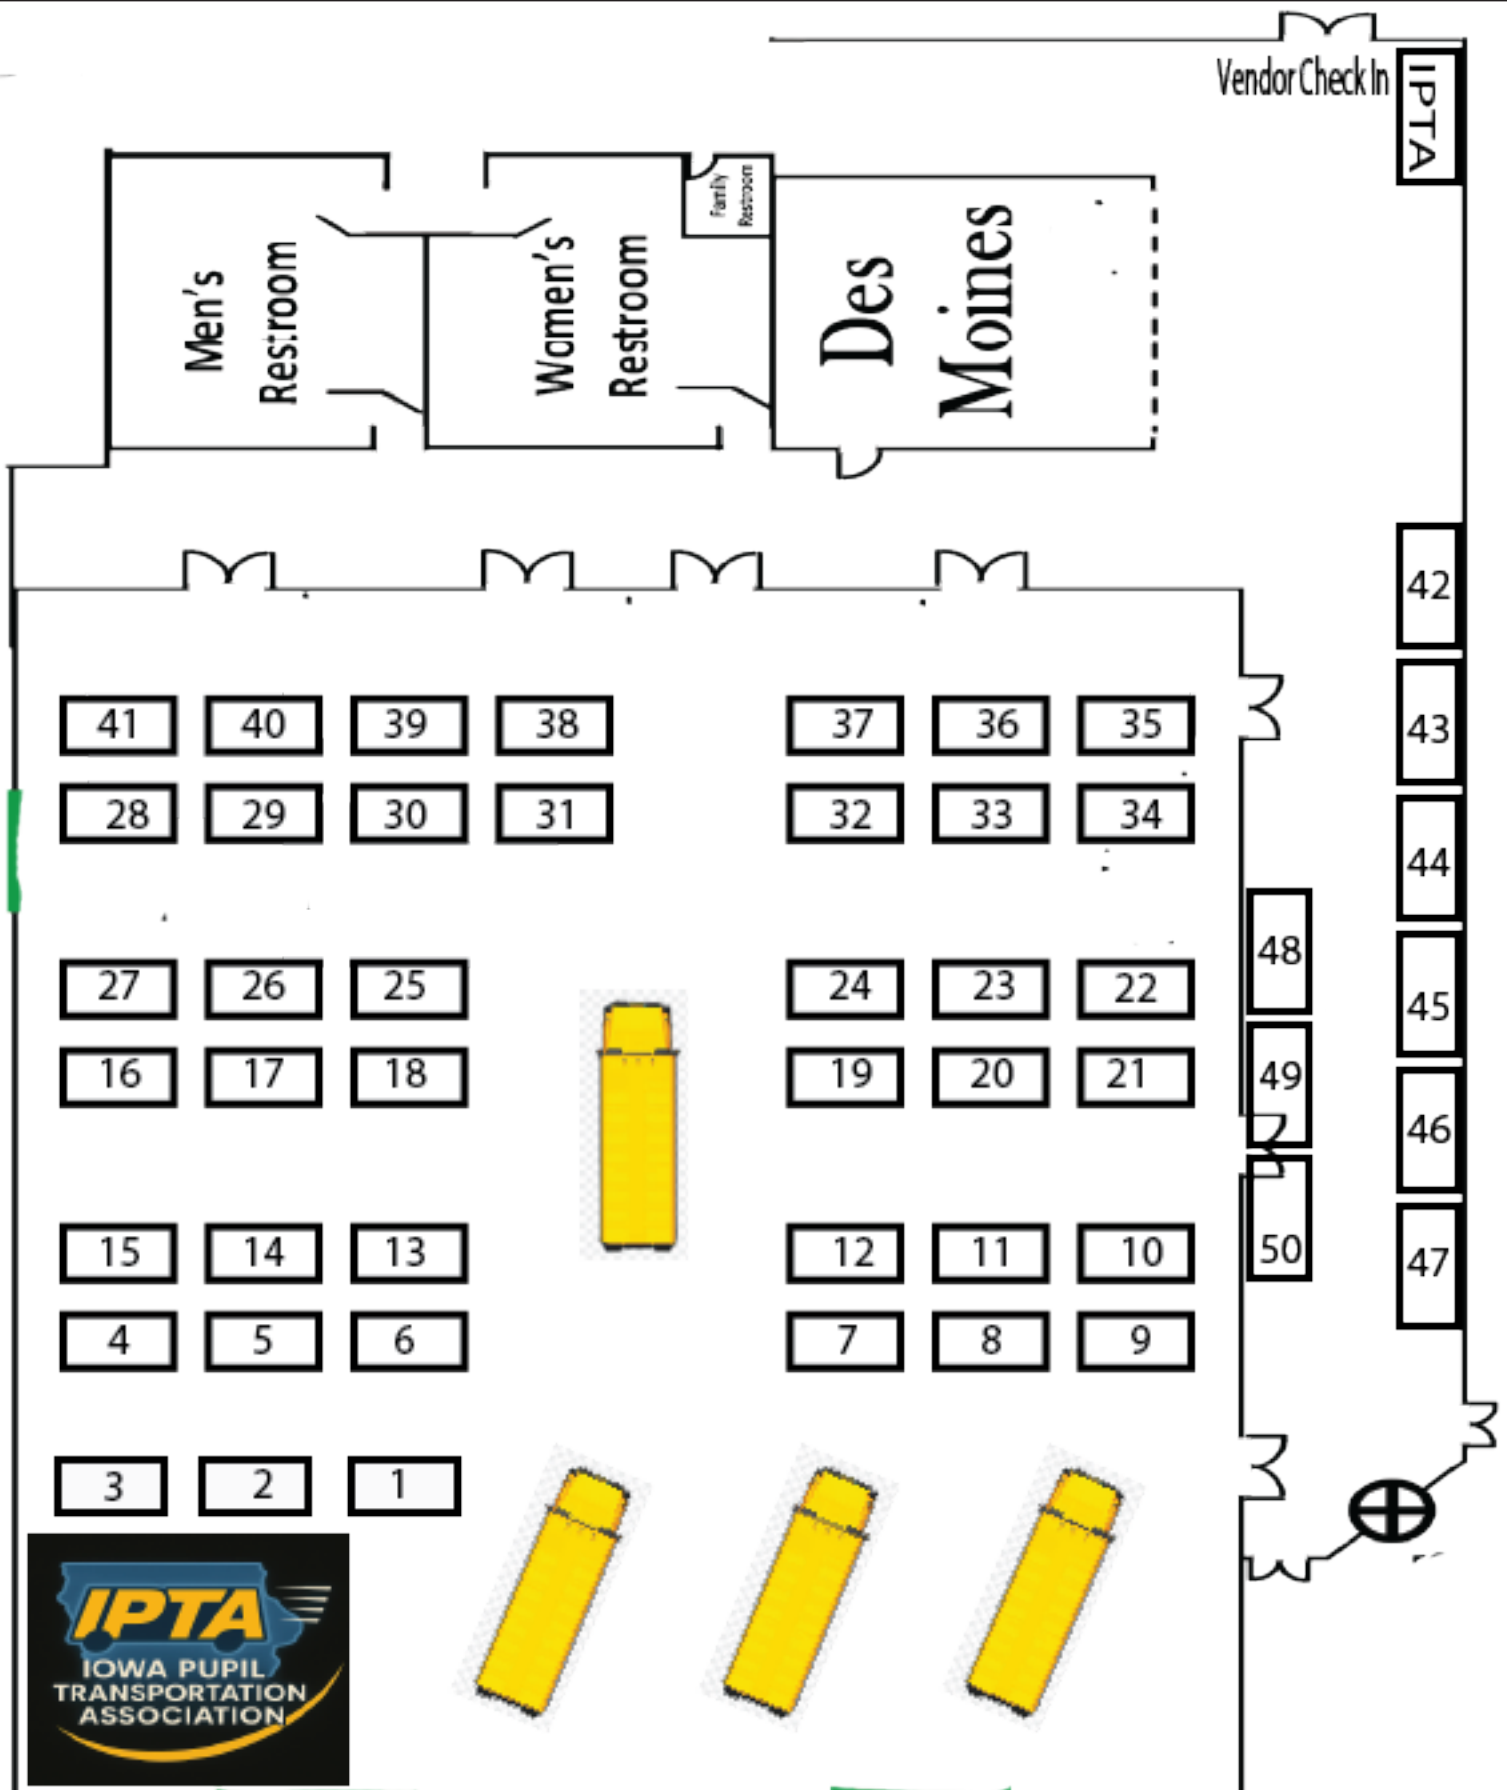 Vendor Check In
IPTA
Men's
Restroom
Women's
Restroom
Family
Restroom
Des
Moines
42
43
44
45
46
47
41 40 39 38 37 36 35
28 29 30 31 32 33 34
48
49
50
27 26 25 24 23 22
16 17 18 19 20 21
15 14 13 12 11 10
4 5 6 7 8 9
3 2 1
IPTA
IOWA PUPIL
TRANSPORTATION
ASSOCIATION